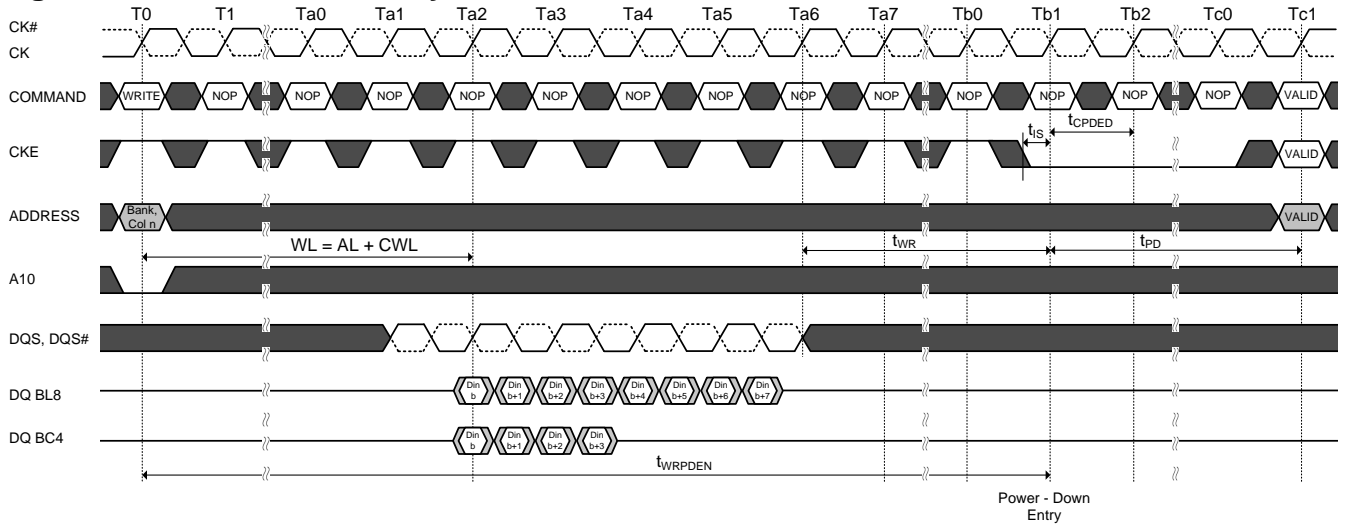 T0 T1 Ta0 Ta1 Ta2 Ta3 Ta4 Ta5 Ta6 Ta7 Tb0 Tb1 Tb2 Tc0 Tc1
CK#
CK
COMMAND WRITE NOP NOP NOP NOP NOP NOP NOP NOP NOP NOP NOP NOP NOP VALID
tIS tCPDED
CKE VALID
ADDRESS Bank, Col n VALID
WL = AL + CWL tWR tPD
A10
DQS, DQS#
DQ BL8 Din b Din b+1 Din b+2 Din b+3 Din b+4 Din b+5 Din b+6 Din b+7
DQ BC4 Din b Din b+1 Din b+2 Din b+3
tWRPDEN
Power - Down
Entry